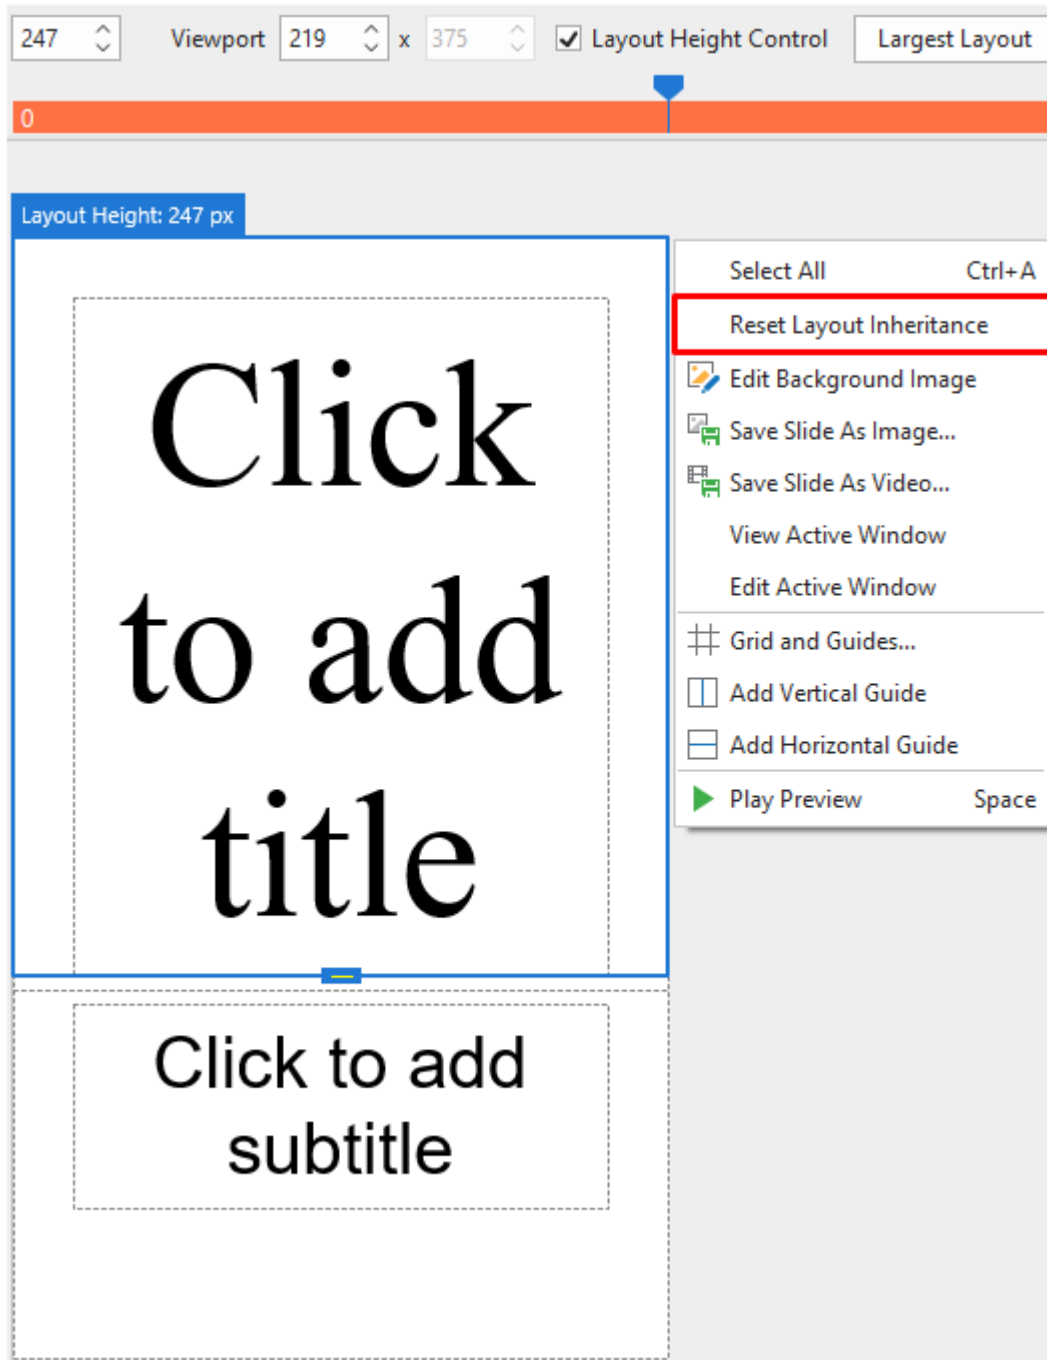 247 Viewport 219 x 375 Layout Height Control Largest Layout
0
Layout Height: 247 px
Click
to add
title
Click to add
subtitle
Select All Ctrl+A
Reset Layout Inheritance
Edit Background Image
Save Slide As Image...
Save Slide As Video...
View Active Window
Edit Active Window
Grid and Guides...
Add Vertical Guide
Add Horizontal Guide
Play Preview Space